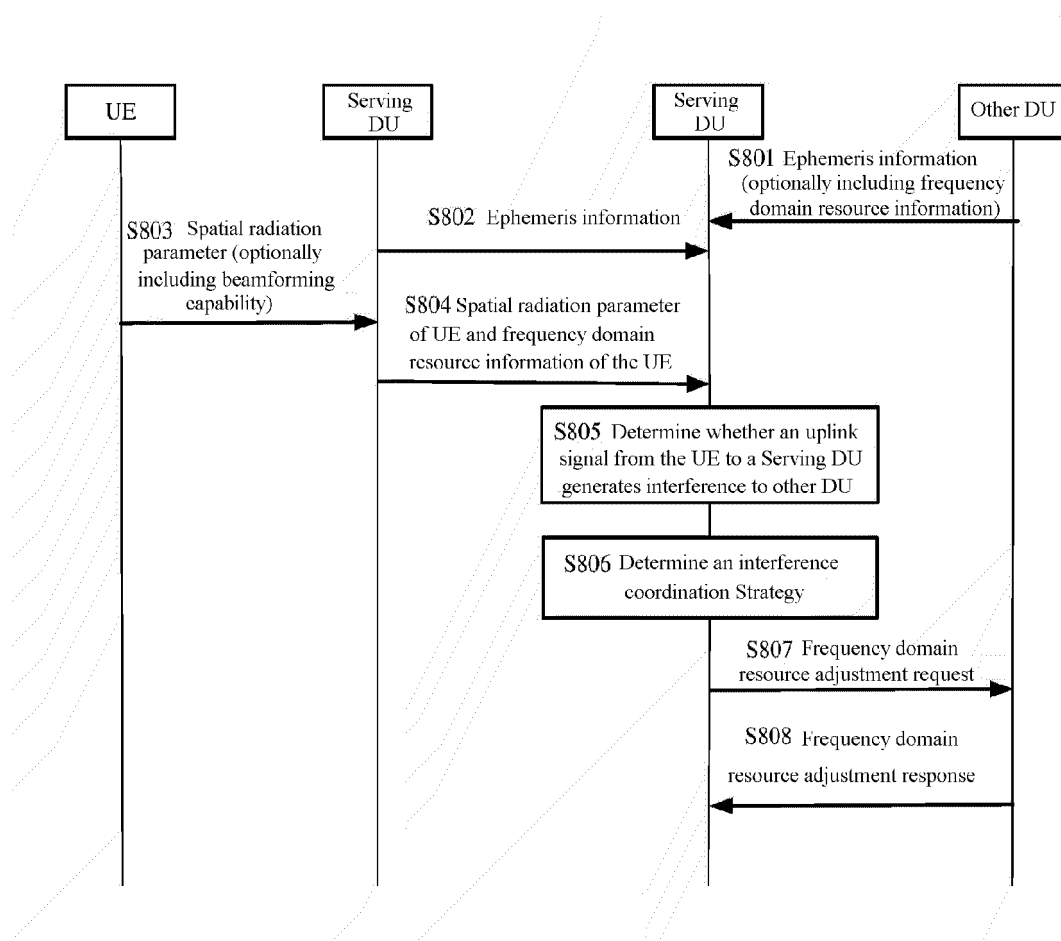 UE
Serving
DU
Serving
DU
Other DU
S801 Ephemeris information
(optionally including frequency
domain resource information)
S802 Ephemeris information
S803 Spatial radiation
parameter (optionally
including beamforming
capability)
S804 Spatial radiation parameter
of UE and frequency domain
resource information of the UE
S805 Determine whether an uplink
signal from the UE to a Serving DU
generates interference to other DU
S806 Determine an interference
coordination Strategy
S807 Frequency domain
resource adjustment request
S808 Frequency domain
resource adjustment response